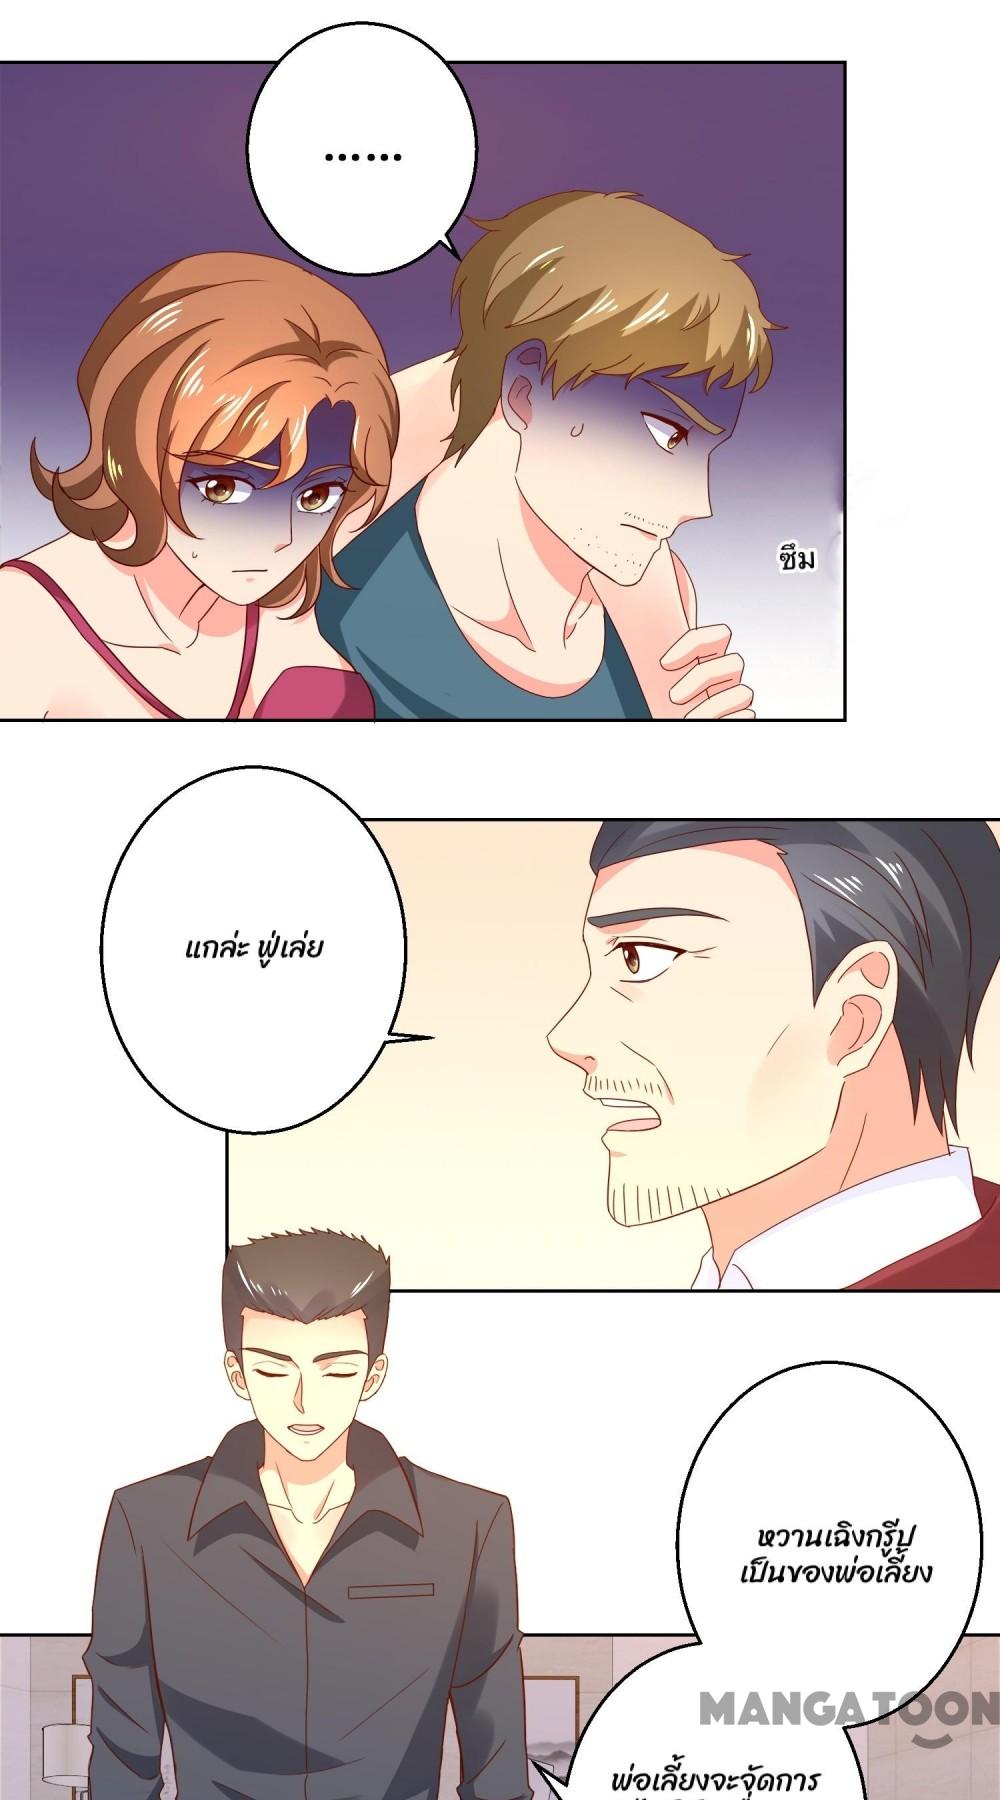 ......
ซึม
แกล่ะ ฟู่เล่ย
หวานเฉิงกรุ๊ป
เป็นของพ่อเลี้ยง
MANGATOON
พ่อเลี้ยงจะจัดการ